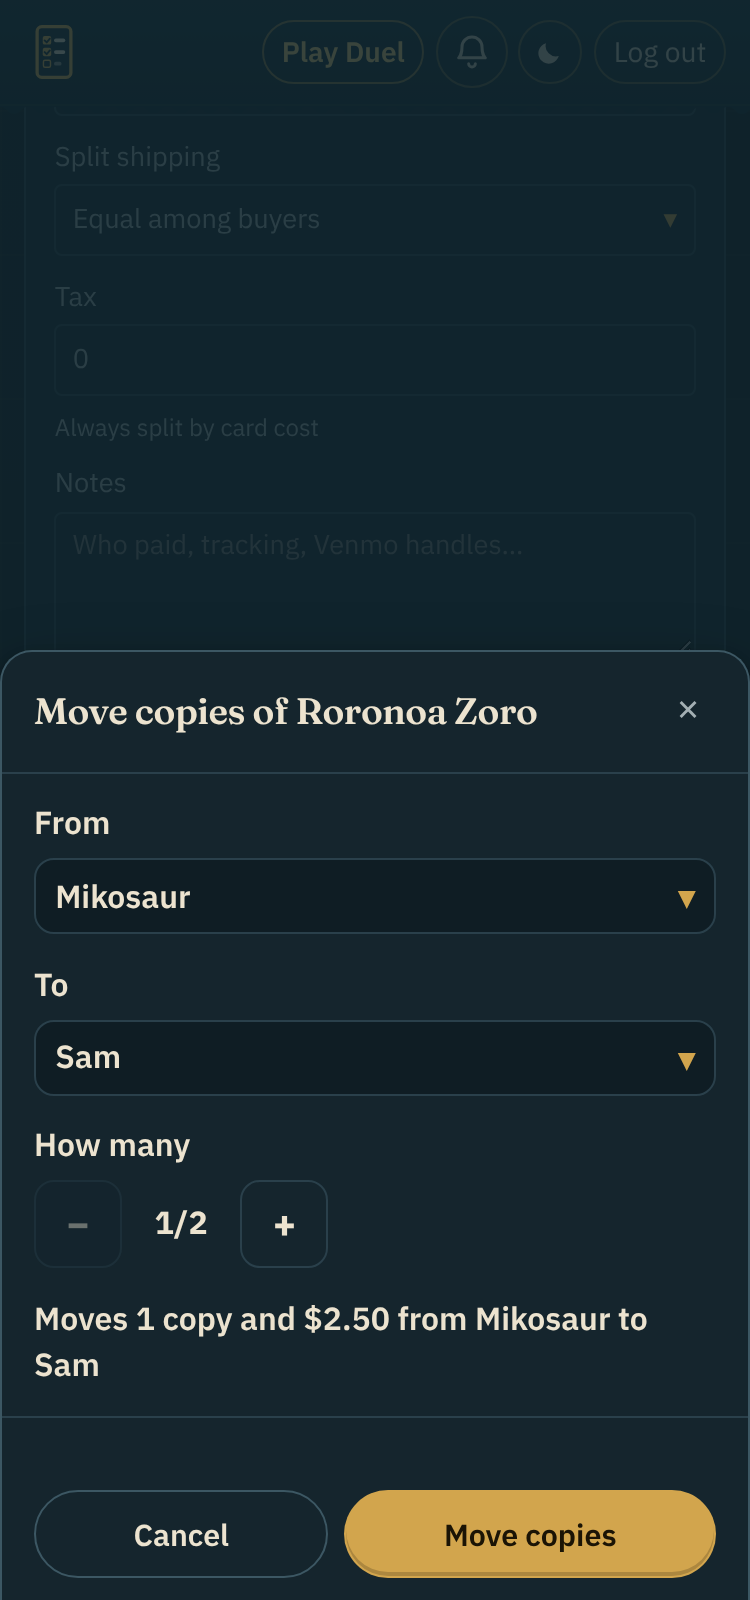 Play Duel
Log out
Split shipping
Equal among buyers
Tax
0
Always split by card cost
Notes
Who paid, tracking, Venmo handles...
Move copies of Roronoa Zoro
×
From
Mikosaur
To
Sam
How many
− 1/2 +
Moves 1 copy and $2.50 from Mikosaur to
Sam
Cancel
Move copies